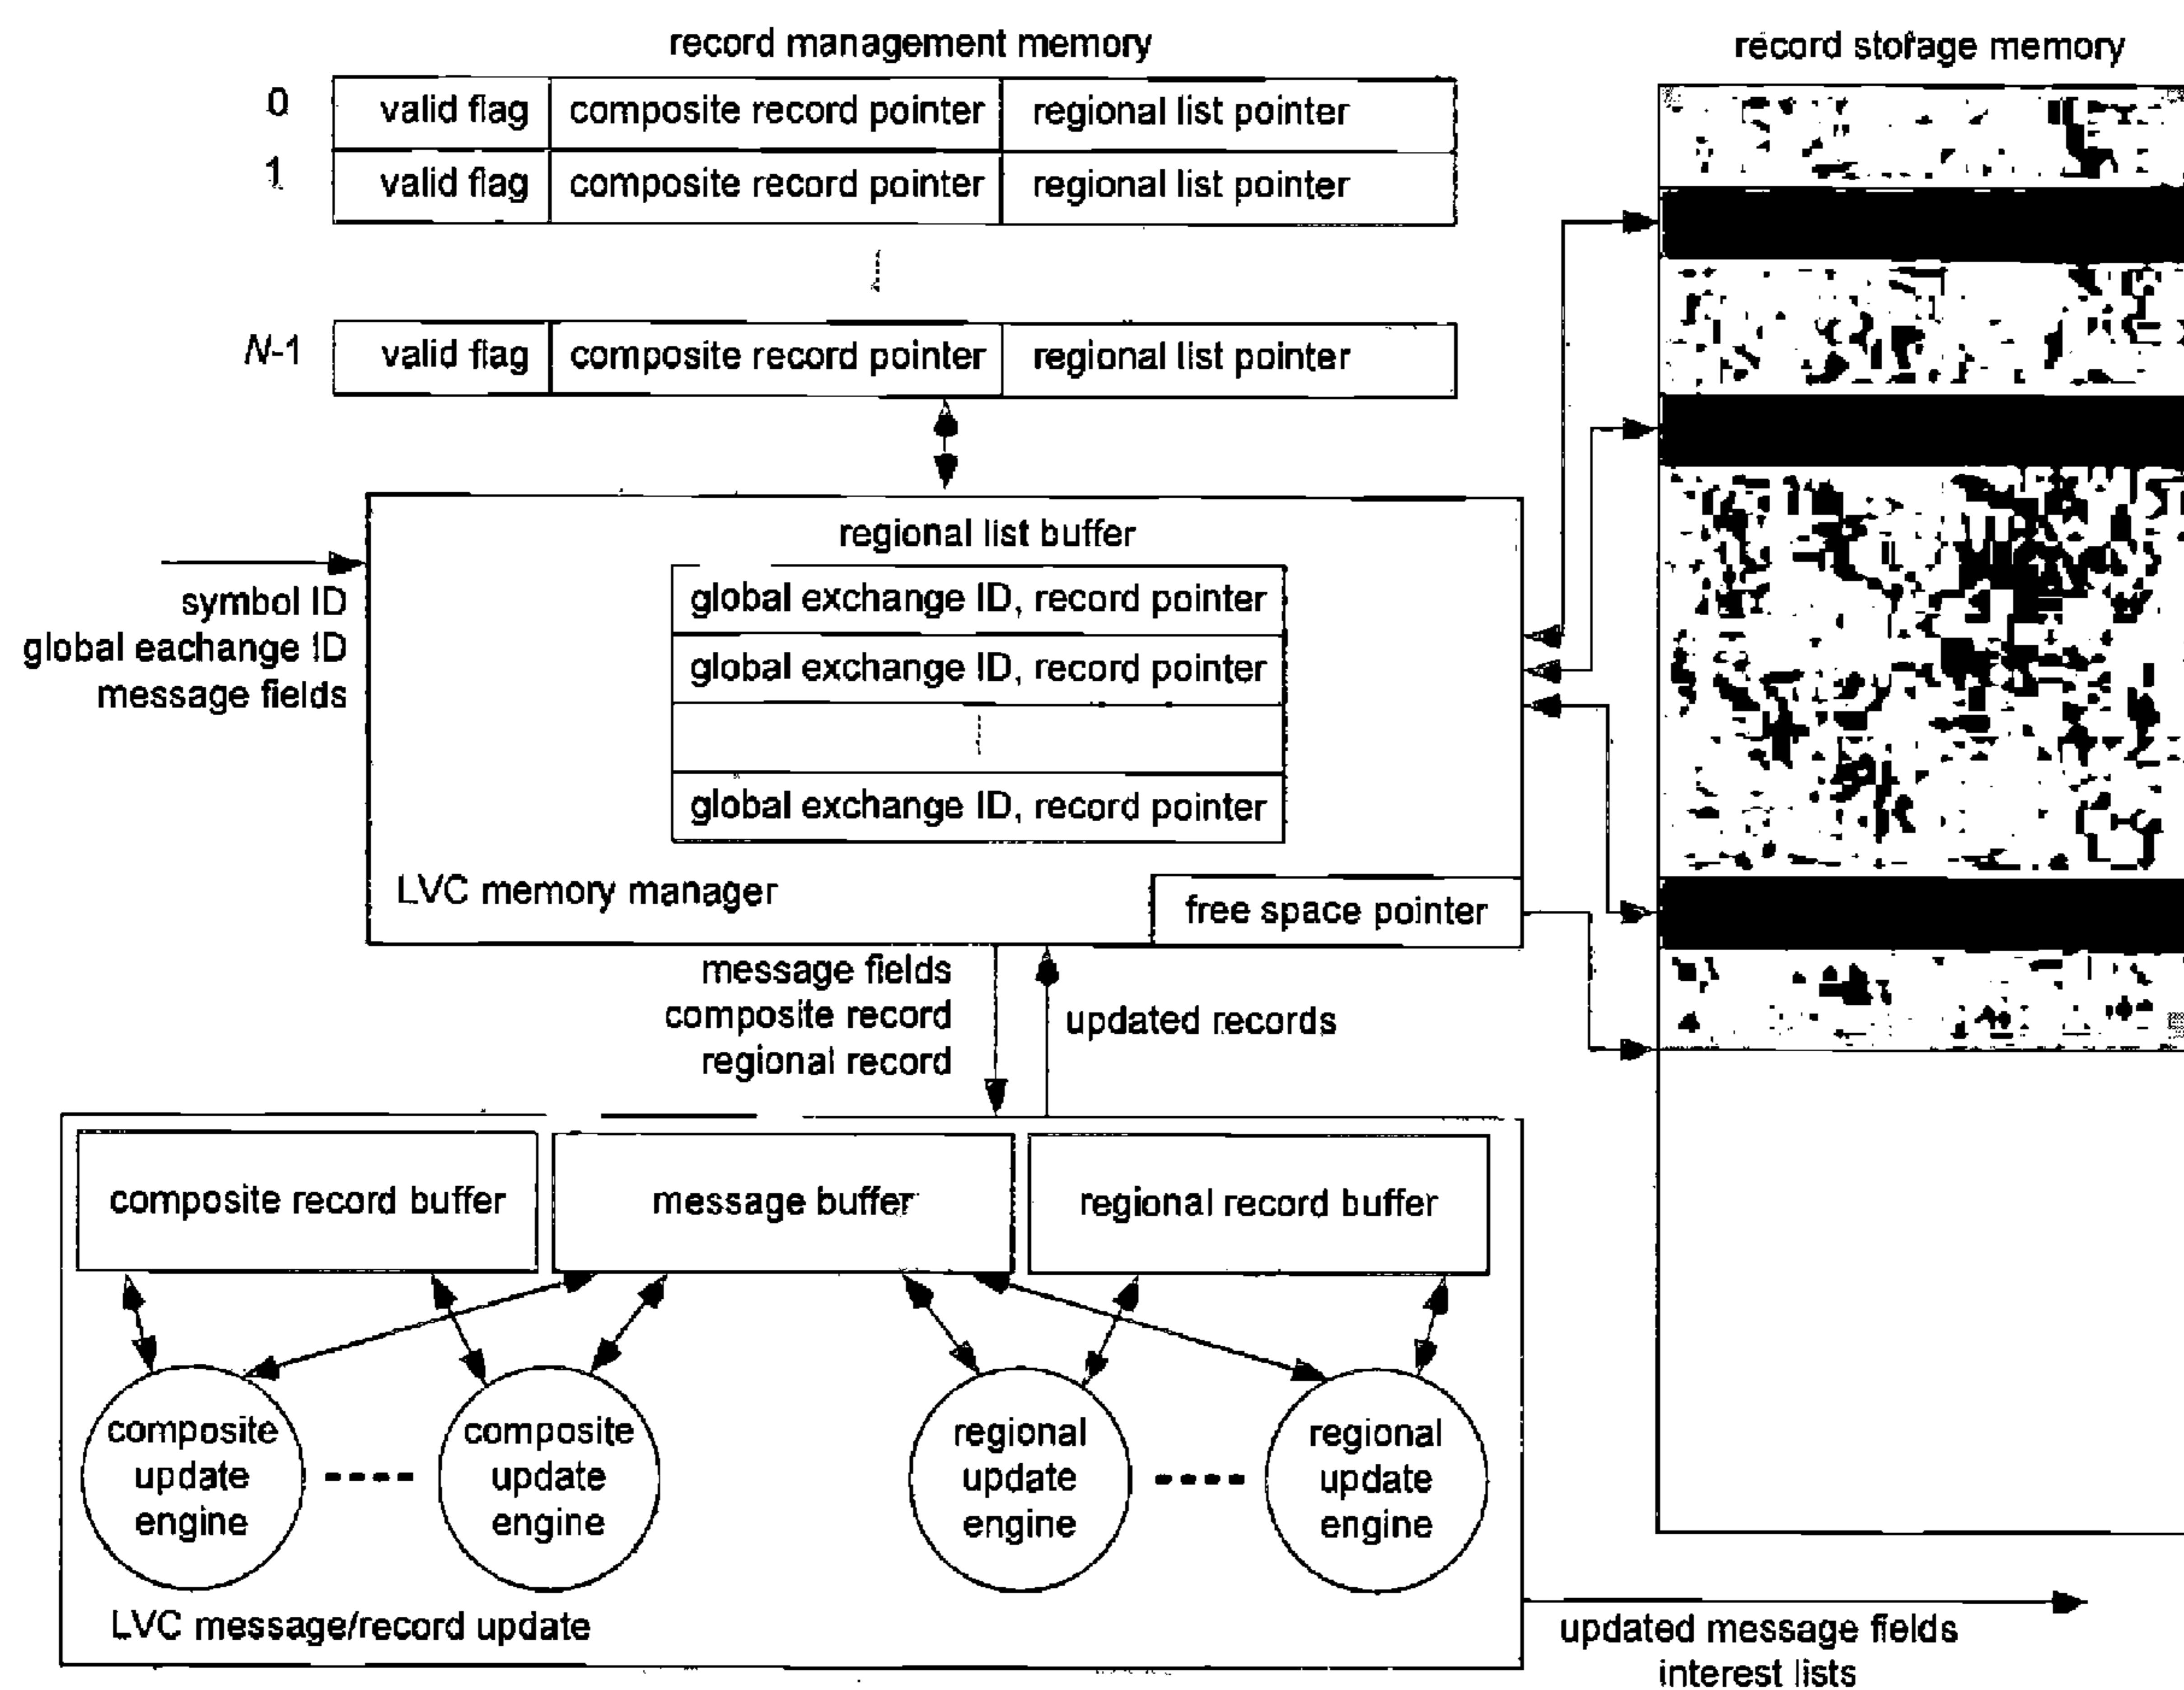 record management memory
record stofage memory
0 valid flag composite record pointer regional list pointer
1 valid flag composite record pointer regional list pointer
N-1 valid flag composite record pointer regional list pointer
regional list buffer
global exchange ID, record pointer
global exchange ID, record pointer
global exchange ID, record pointer
symbol ID
global eachange ID
message fields
LVC memory manager
free space pointer
message fields
composite record
regional record
updated records
composite record buffer
message buffer
regional record buffer
composite
update
engine
composite
update
engine
regional
update
engine
regional
update
engine
LVC message/record update
updated message fields
interest lists